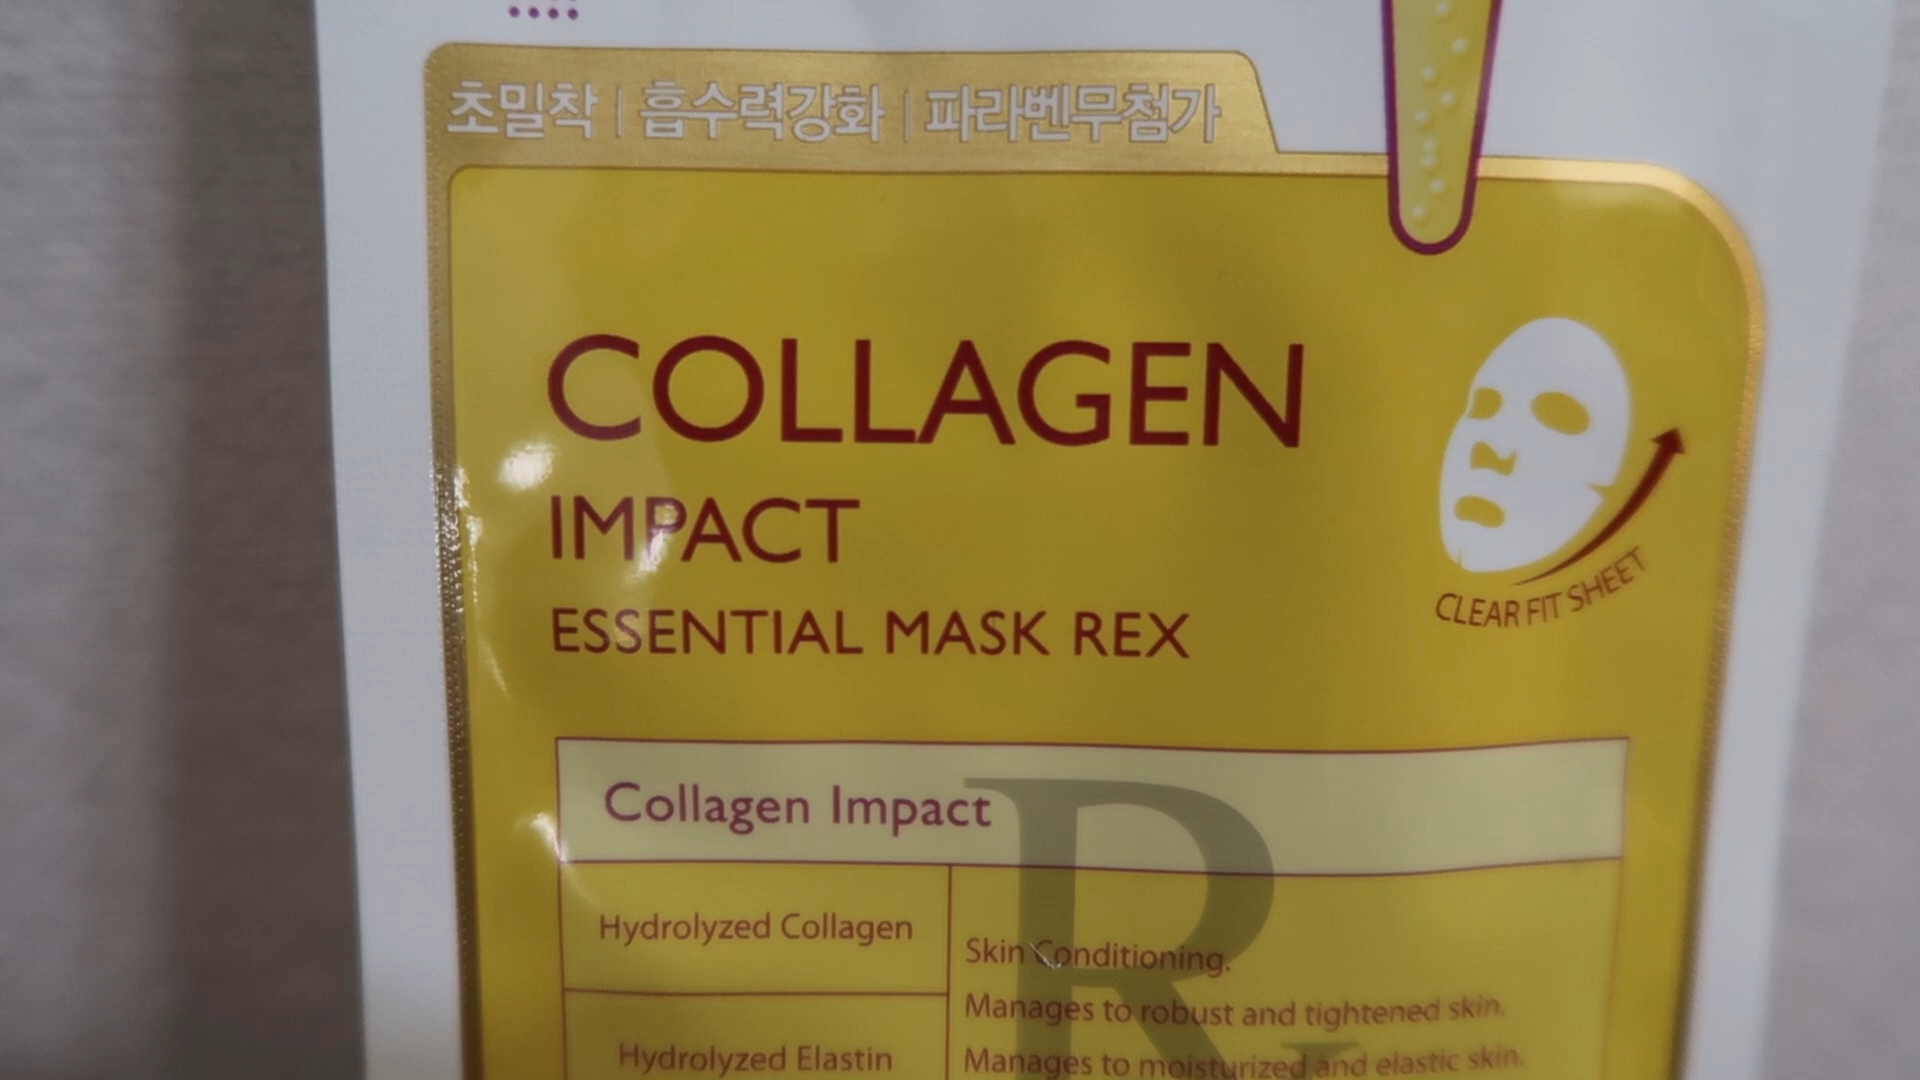 초밀착 | 흡수력강화 | 파라벤무첨가
COLLAGEN
IMPACT
ESSENTIAL MASK REX
CLEAR FIT SHEET
Collagen Impact
R
Hydrolyzed Collagen
Skin Conditioning.
Manages to robust and tightened skin.
Hydrolyzed Elastin
Manages to moisturized and elastic skin.